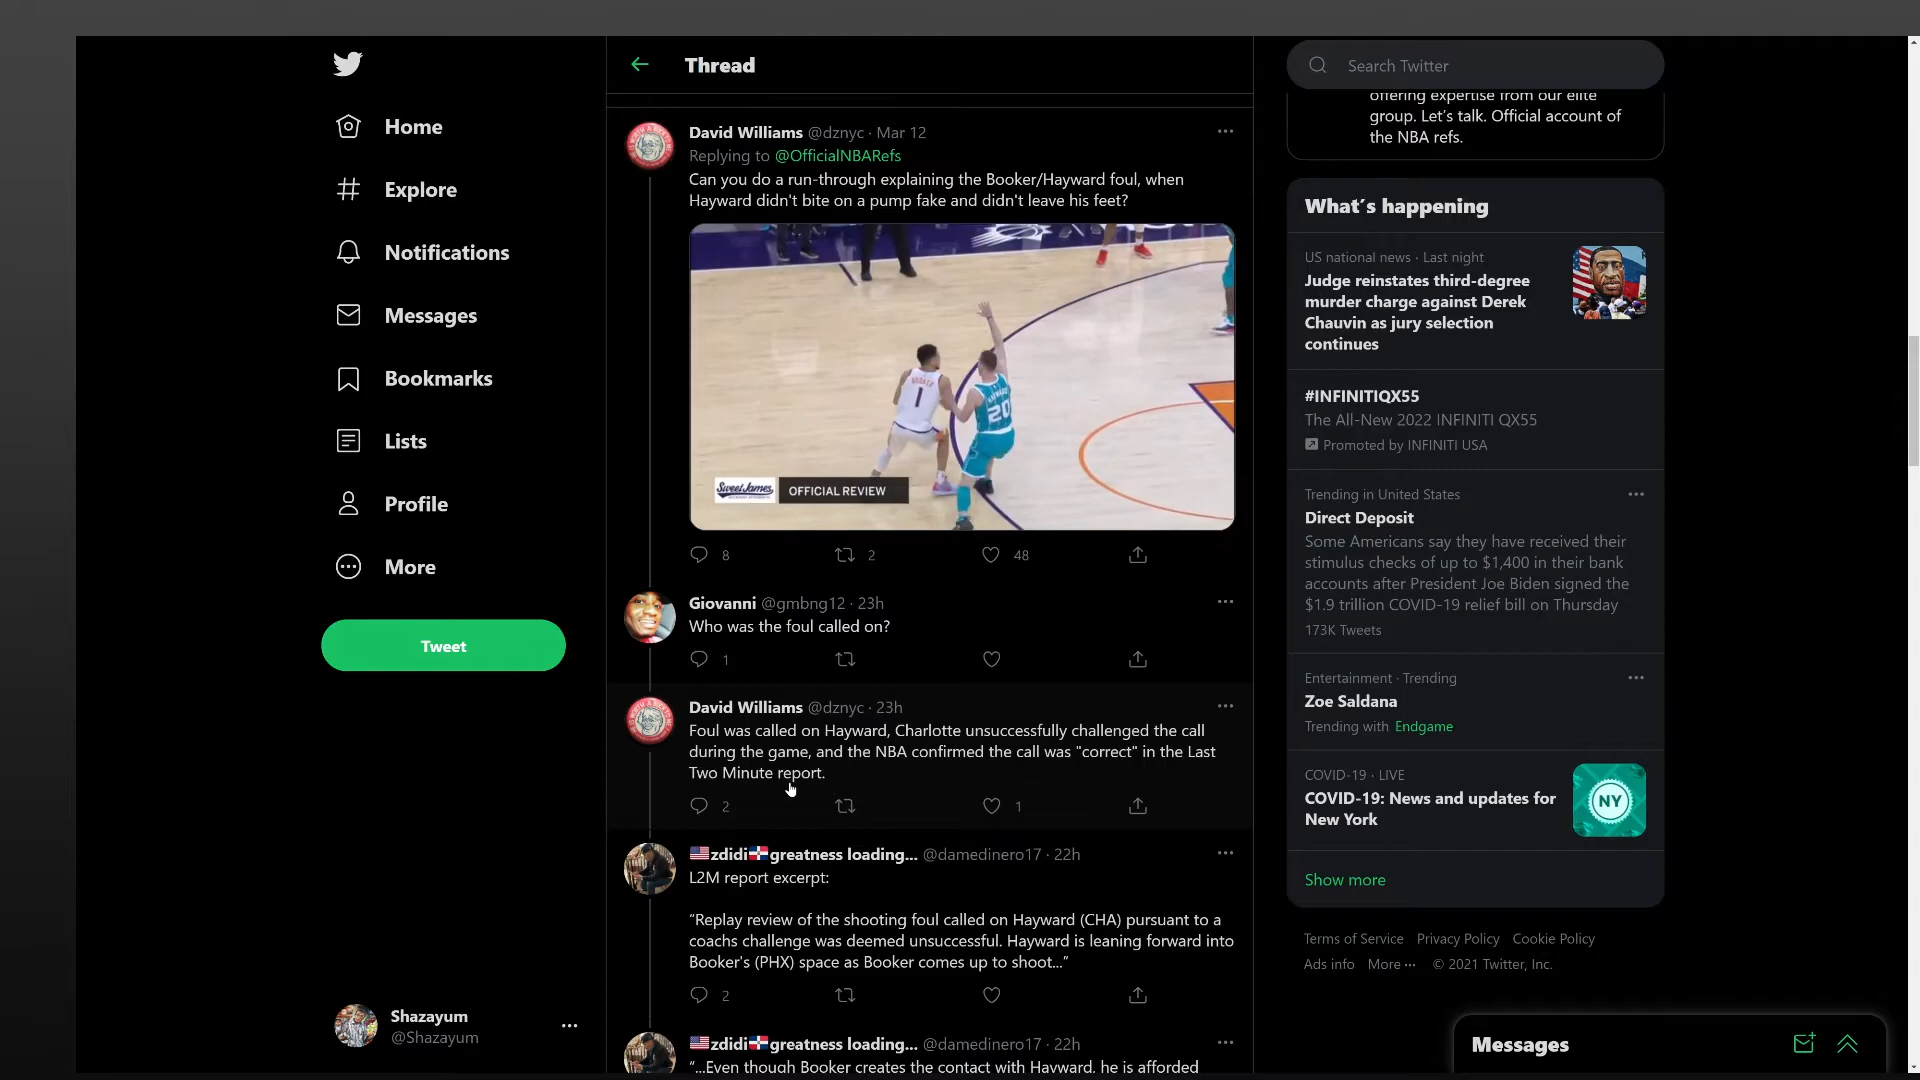 Home
Explore
Notifications
Messages
Bookmarks
Lists
Profile
More
Tweet
Shazayum
@Shazayum
Thread
David Williams @dznyc · Mar 12
Replying to @OfficialNBARefs
Can you do a run-through explaining the Booker/Hayward foul, when
Hayward didn't bite on a pump fake and didn't leave his feet?
BOOKER
1
HAYWARD
20
Sweet James
OFFICIAL REVIEW
8
2
48
Giovanni @gmbng12 · 23h
Who was the foul called on?
1
David Williams @dznyc · 23h
Foul was called on Hayward, Charlotte unsuccessfully challenged the call
during the game, and the NBA confirmed the call was "correct" in the Last
Two Minute report.
2
1
zdidi greatness loading... @damedinero17 · 22h
L2M report excerpt:
“Replay review of the shooting foul called on Hayward (CHA) pursuant to a
coachs challenge was deemed unsuccessful. Hayward is leaning forward into
Booker's (PHX) space as Booker comes up to shoot...”
2
zdidi greatness loading... @damedinero17 · 22h
“...Even though Booker creates the contact with Hayward, he is afforded
Search Twitter
offering expertise from our elite
group. Let’s talk. Official account of
the NBA refs.
What’s happening
US national news · Last night
Judge reinstates third-degree
murder charge against Derek
Chauvin as jury selection
continues
#INFINITIQX55
The All-New 2022 INFINITI QX55
Promoted by INFINITI USA
Trending in United States
Direct Deposit
Some Americans say they have received their
stimulus checks of up to $1,400 in their bank
accounts after President Joe Biden signed the
$1.9 trillion COVID-19 relief bill on Thursday
173K Tweets
Entertainment · Trending
Zoe Saldana
Trending with Endgame
COVID-19 · LIVE
COVID-19: News and updates for
New York
NY
Show more
Terms of Service Privacy Policy Cookie Policy
Ads info More ··· © 2021 Twitter, Inc.
Messages